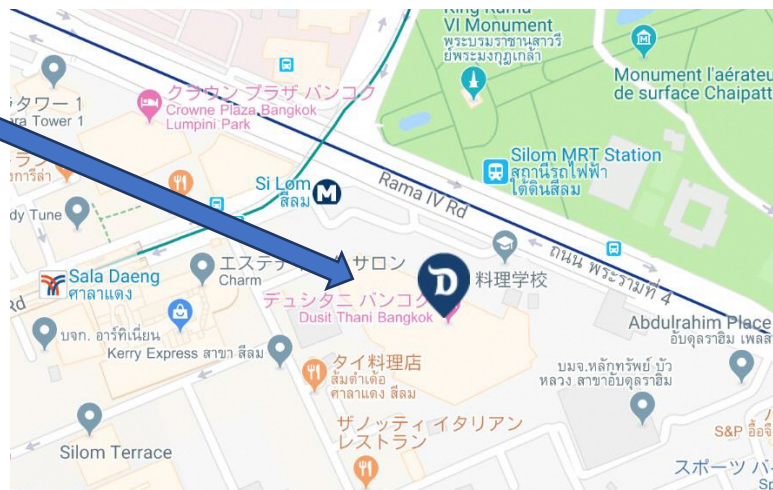 King Rama
VI Monument
พระบรมราชานุสาวรี
ย์พระมงกุฎเกล้า
Monument l'aérateu
de surface Chaipatt
クラウン プラザ バンコク
Crowne Plaza Bangkok
Lumpini Park
タワー 1
ara Tower 1
ラン
งการีล่า
dy Tune
Si Lom
สีลม
M
Rama IV Rd
Silom MRT Station
สถานีรถไฟฟ้า
ใต้ดินสีลม
ถนน พระรามที่ 4
Sala Daeng
ศาลาแดง
Rd
サロン
Charm
D
料理学校
デュシタニ バンコク
Dusit Thani Bangkok
บจก. อาร์ทิเนี่ยน
Kerry Express สาขา สีลม
Abdulrahim Place
อับดุลราฮิม เพลส
タイ料理店
ส้มตำเด้อ
ศาลาแดง สีลม
บมจ.หลักทรัพย์ บัว
หลวง สาขาอับดุลราฮิม
ザノッティ イタリアン
レストラン
Silom Terrace
S&P
スポーツ バ
Sp